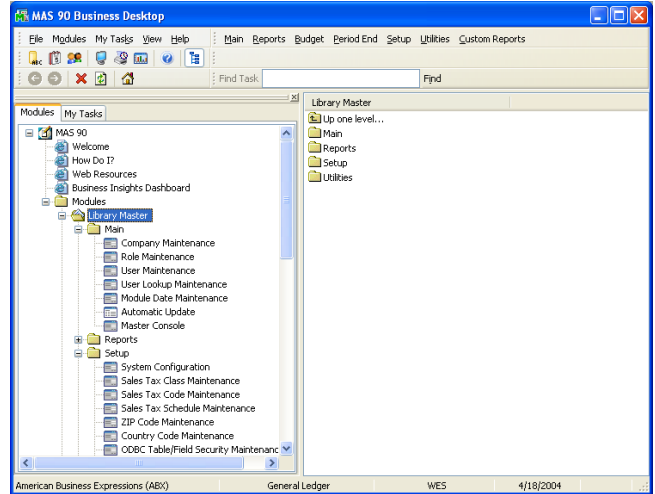 MAS 90 Business Desktop
File Modules My Tasks View Help Main Reports Budget Period End Setup Utilities Custom Reports
Find Task Find
Modules My Tasks
MAS 90
Welcome
How Do I?
Web Resources
Business Insights Dashboard
Modules
Library Master
Main
Company Maintenance
Role Maintenance
User Maintenance
User Lookup Maintenance
Module Date Maintenance
Automatic Update
Master Console
Reports
Setup
System Configuration
Sales Tax Class Maintenance
Sales Tax Code Maintenance
Sales Tax Schedule Maintenance
ZIP Code Maintenance
Country Code Maintenance
ODBC Table/Field Security Maintenanc
Library Master
Up one level...
Main
Reports
Setup
Utilities
American Business Expressions (ABX) General Ledger WES 4/18/2004